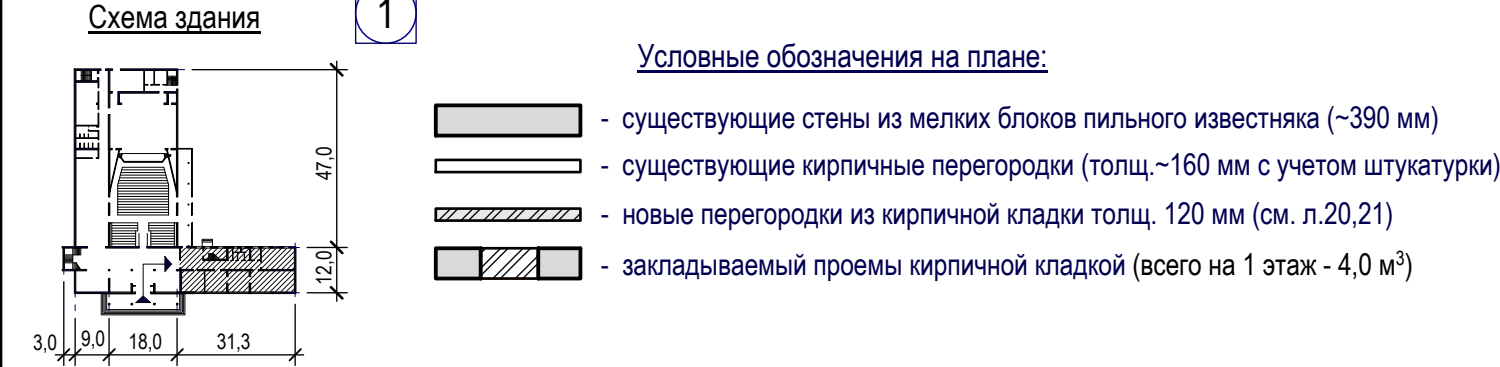 Схема здания
1
Условные обозначения на плане:
- существующие стены из мелких блоков пильного известняка (~390 мм)
- существующие кирпичные перегородки (толщ.~160 мм с учетом штукатурки)
- новые перегородки из кирпичной кладки толщ. 120 мм (см. л.20,21)
- закладываемый проемы кирпичной кладкой (всего на 1 этаж - 4,0 м³)
47,0
12,0
3,0 9,0 18,0 31,3